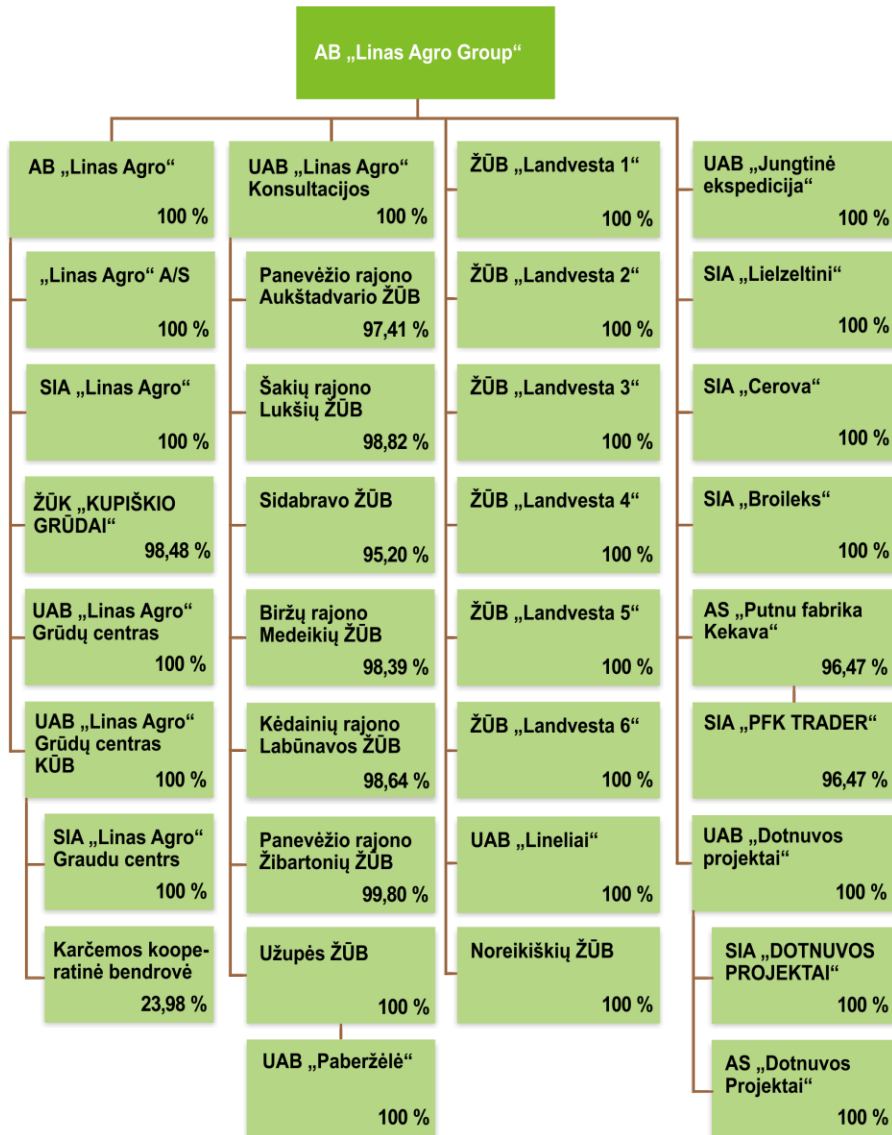 AB „Linas Agro Group“
AB „Linas Agro“
100 %
„Linas Agro“ A/S
100 %
SIA „Linas Agro“
100 %
ŽŪK „KUPIŠKIO
GRŪDAI“
98,48 %
UAB „Linas Agro“
Grūdų centras
100 %
UAB „Linas Agro“
Grūdų centras
KŪB
100 %
SIA „Linas Agro“
Graudu centrs
100 %
Karčemos koope-
ratinė bendrovė
23,98 %
UAB „Linas Agro“
Konsultacijos
100 %
Panevėžio rajono
Aukštadvario ŽŪB
97,41 %
Šakių rajono
Lukšių ŽŪB
98,82 %
Sidabravo ŽŪB
95,20 %
Biržų rajono
Medeikių ŽŪB
98,39 %
Kėdainių rajono
Labūnavos ŽŪB
98,64 %
Panevėžio rajono
Žibartonių ŽŪB
99,80 %
Užupės ŽŪB
100 %
UAB „Paberžėlė“
100 %
ŽŪB „Landvesta 1“
100 %
ŽŪB „Landvesta 2“
100 %
ŽŪB „Landvesta 3“
100 %
ŽŪB „Landvesta 4“
100 %
ŽŪB „Landvesta 5“
100 %
ŽŪB „Landvesta 6“
100 %
UAB „Lineliai“
100 %
Noreikiškių ŽŪB
100 %
UAB „Jungtinė
ekspedicija“
100 %
SIA „Lielzeltini“
100 %
SIA „Cerova“
100 %
SIA „Broileks“
100 %
AS „Putnu fabrika
Kekava“
96,47 %
SIA „PFK TRADER“
96,47 %
UAB „Dotnuvos
projektai“
100 %
SIA „DOTNUVOS
PROJEKTAI“
100 %
AS „Dotnuvos
Projektai“
100 %